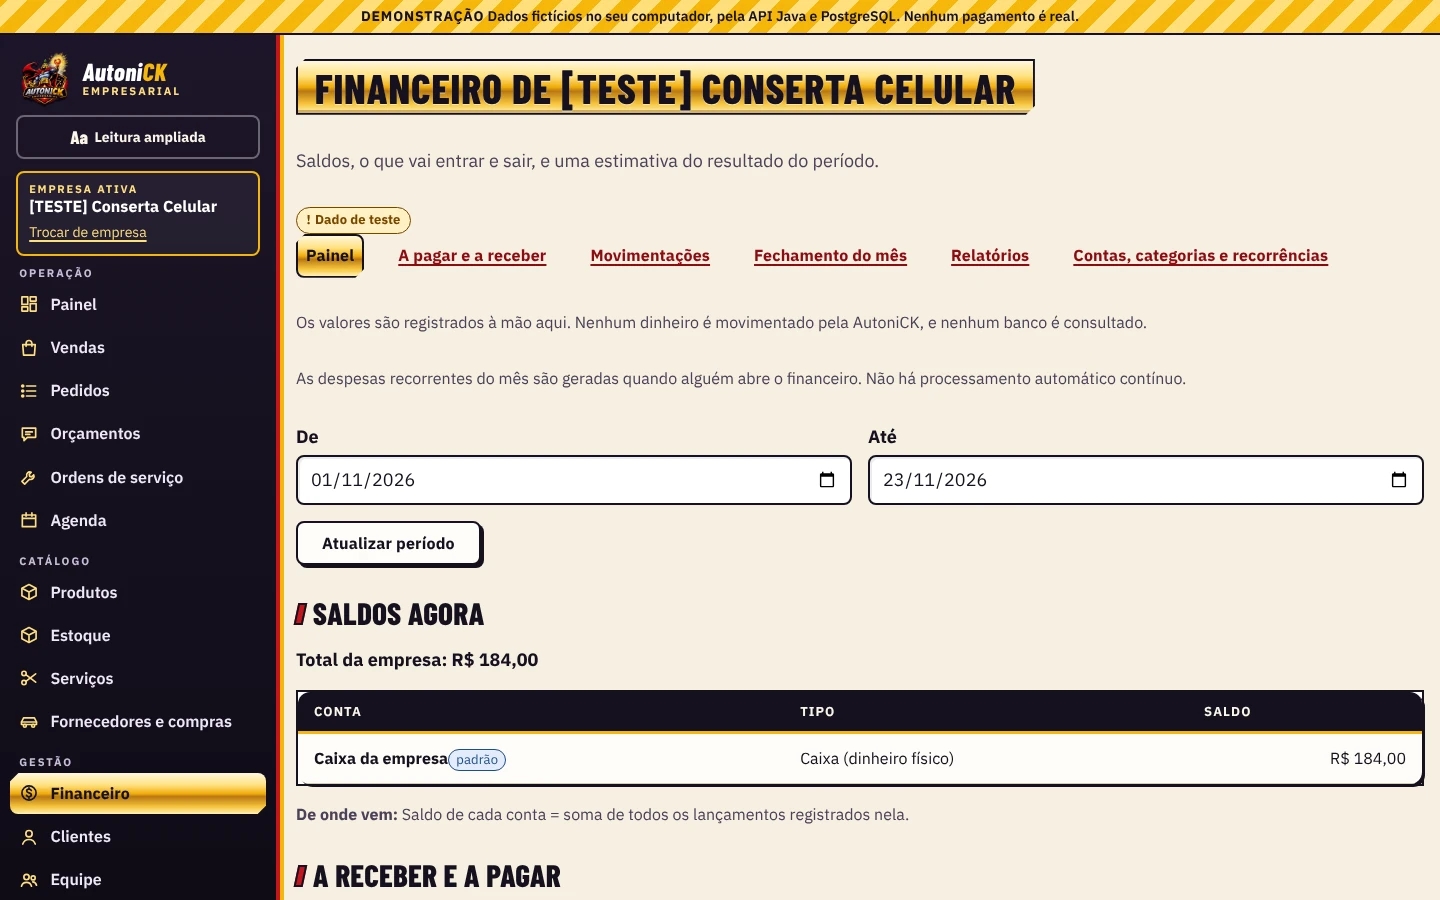 DEMONSTRAÇÃO Dados fictícios no seu computador, pela API Java e PostgreSQL. Nenhum pagamento é real.
AUTONICK
AutoniCK
EMPRESARIAL
Aa Leitura ampliada
EMPRESA ATIVA
[TESTE] Conserta Celular
Trocar de empresa
OPERAÇÃO
Painel
Vendas
Pedidos
Orçamentos
Ordens de serviço
Agenda
CATÁLOGO
Produtos
Estoque
Serviços
Fornecedores e compras
GESTÃO
Financeiro
Clientes
Equipe
FINANCEIRO DE [TESTE] CONSERTA CELULAR
Saldos, o que vai entrar e sair, e uma estimativa do resultado do período.
! Dado de teste
Painel A pagar e a receber Movimentações Fechamento do mês Relatórios Contas, categorias e recorrências
Os valores são registrados à mão aqui. Nenhum dinheiro é movimentado pela AutoniCK, e nenhum banco é consultado.
As despesas recorrentes do mês são geradas quando alguém abre o financeiro. Não há processamento automático contínuo.
De Até
01/11/2026 23/11/2026
Atualizar período
SALDOS AGORA
Total da empresa: R$ 184,00
CONTA TIPO SALDO
Caixa da empresa padrão Caixa (dinheiro físico) R$ 184,00
De onde vem: Saldo de cada conta = soma de todos os lançamentos registrados nela.
A RECEBER E A PAGAR